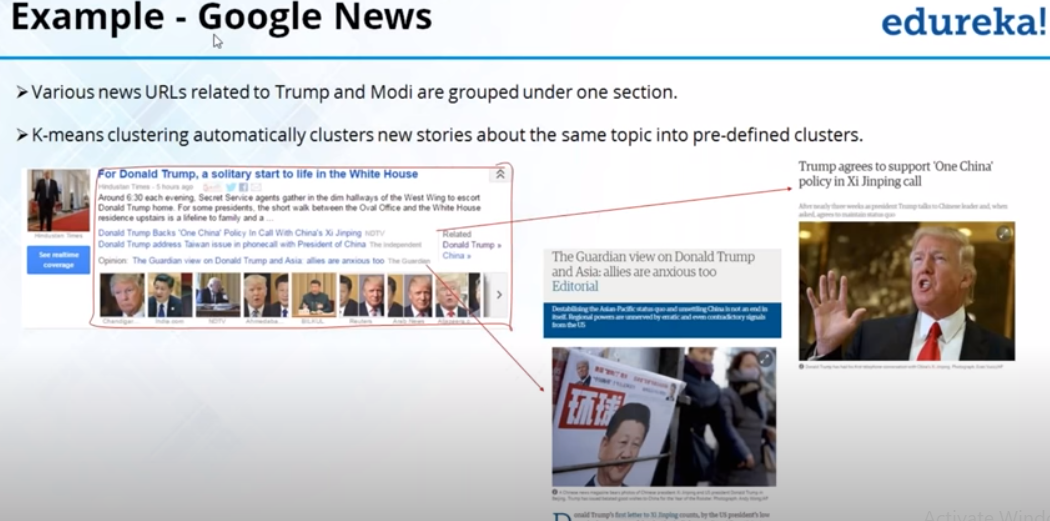 Example - Google News
edureka!
➤Various news URLs related to Trump and Modi are grouped under one section.
➤K-means clustering automatically clusters new stories about the same topic into pre-defined clusters.
For Donald Trump, a solitary start to life in the White House
Hindustan Times - 5 hours ago
Around 6:30 each evening, Secret Service agents gather in the dim hallways of the West Wing to escort
Donald Trump home. For some presidents, the short walk between the Oval Office and the White House
residence upstairs is a lifeline to family and a ...
Hindustan Times
See realtime
coverage
Donald Trump Backs 'One China' Policy In Call With China's Xi Jinping NDTV
Donald Trump address Taiwan issue in phonecall with President of China The Independent
Opinion: The Guardian view on Donald Trump and Asia: allies are anxious too The Guardian
Related
Donald Trump »
China »
NDTV
Reuters
Arab News
The Guardian view on Donald Trump
and Asia: allies are anxious too
Editorial
Destabilising the Asian-Pacific status quo and unsettling China is not an end in
itself. Regional powers are unnerved by erratic and even contradictory signals
from the US
环球
Trump agrees to support 'One China'
policy in Xi Jinping call
After nearly three weeks as president Trump talks to Chinese leader and, when
asked, agrees to maintain status quo
Donald Trump's first letter to Xi Jinping counts, by the US president's low
Activate Windo